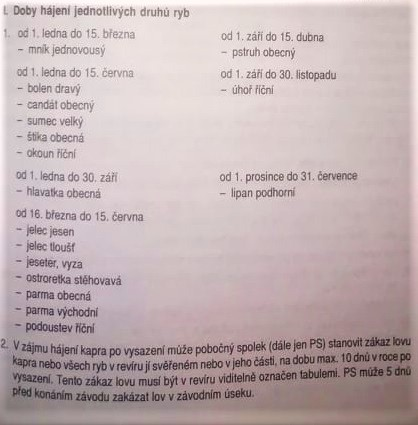 I. Doby hájení jednotlivých druhů ryb
1. od 1. ledna do 15. března
– mník jednovousý
od 1. září do 15. dubna
– pstruh obecný
od 1. ledna do 15. června
– bolen dravý
– candát obecný
– sumec velký
– štika obecná
– okoun říční
od 1. září do 30. listopadu
– úhoř říční
od 1. ledna do 30. září
– hlavatka obecná
od 1. prosince do 31. července
– lipan podhorní
od 16. března do 15. června
– jelec jesen
– jelec tloušť
– jeseter, vyza
– ostroretka stěhovavá
– parma obecná
– parma východní
– podoustev říční
2. V zájmu hájení kapra po vysazení může pobočný spolek (dále jen PS) stanovit zákaz lovu
kapra nebo všech ryb v revíru jí svěřeném nebo v jeho části, na dobu max. 10 dnů v roce po
vysazení. Tento zákaz lovu musí být v revíru viditelně označen tabulemi. PS může 5 dnů
před konáním závodu zakázat lov v závodním úseku.